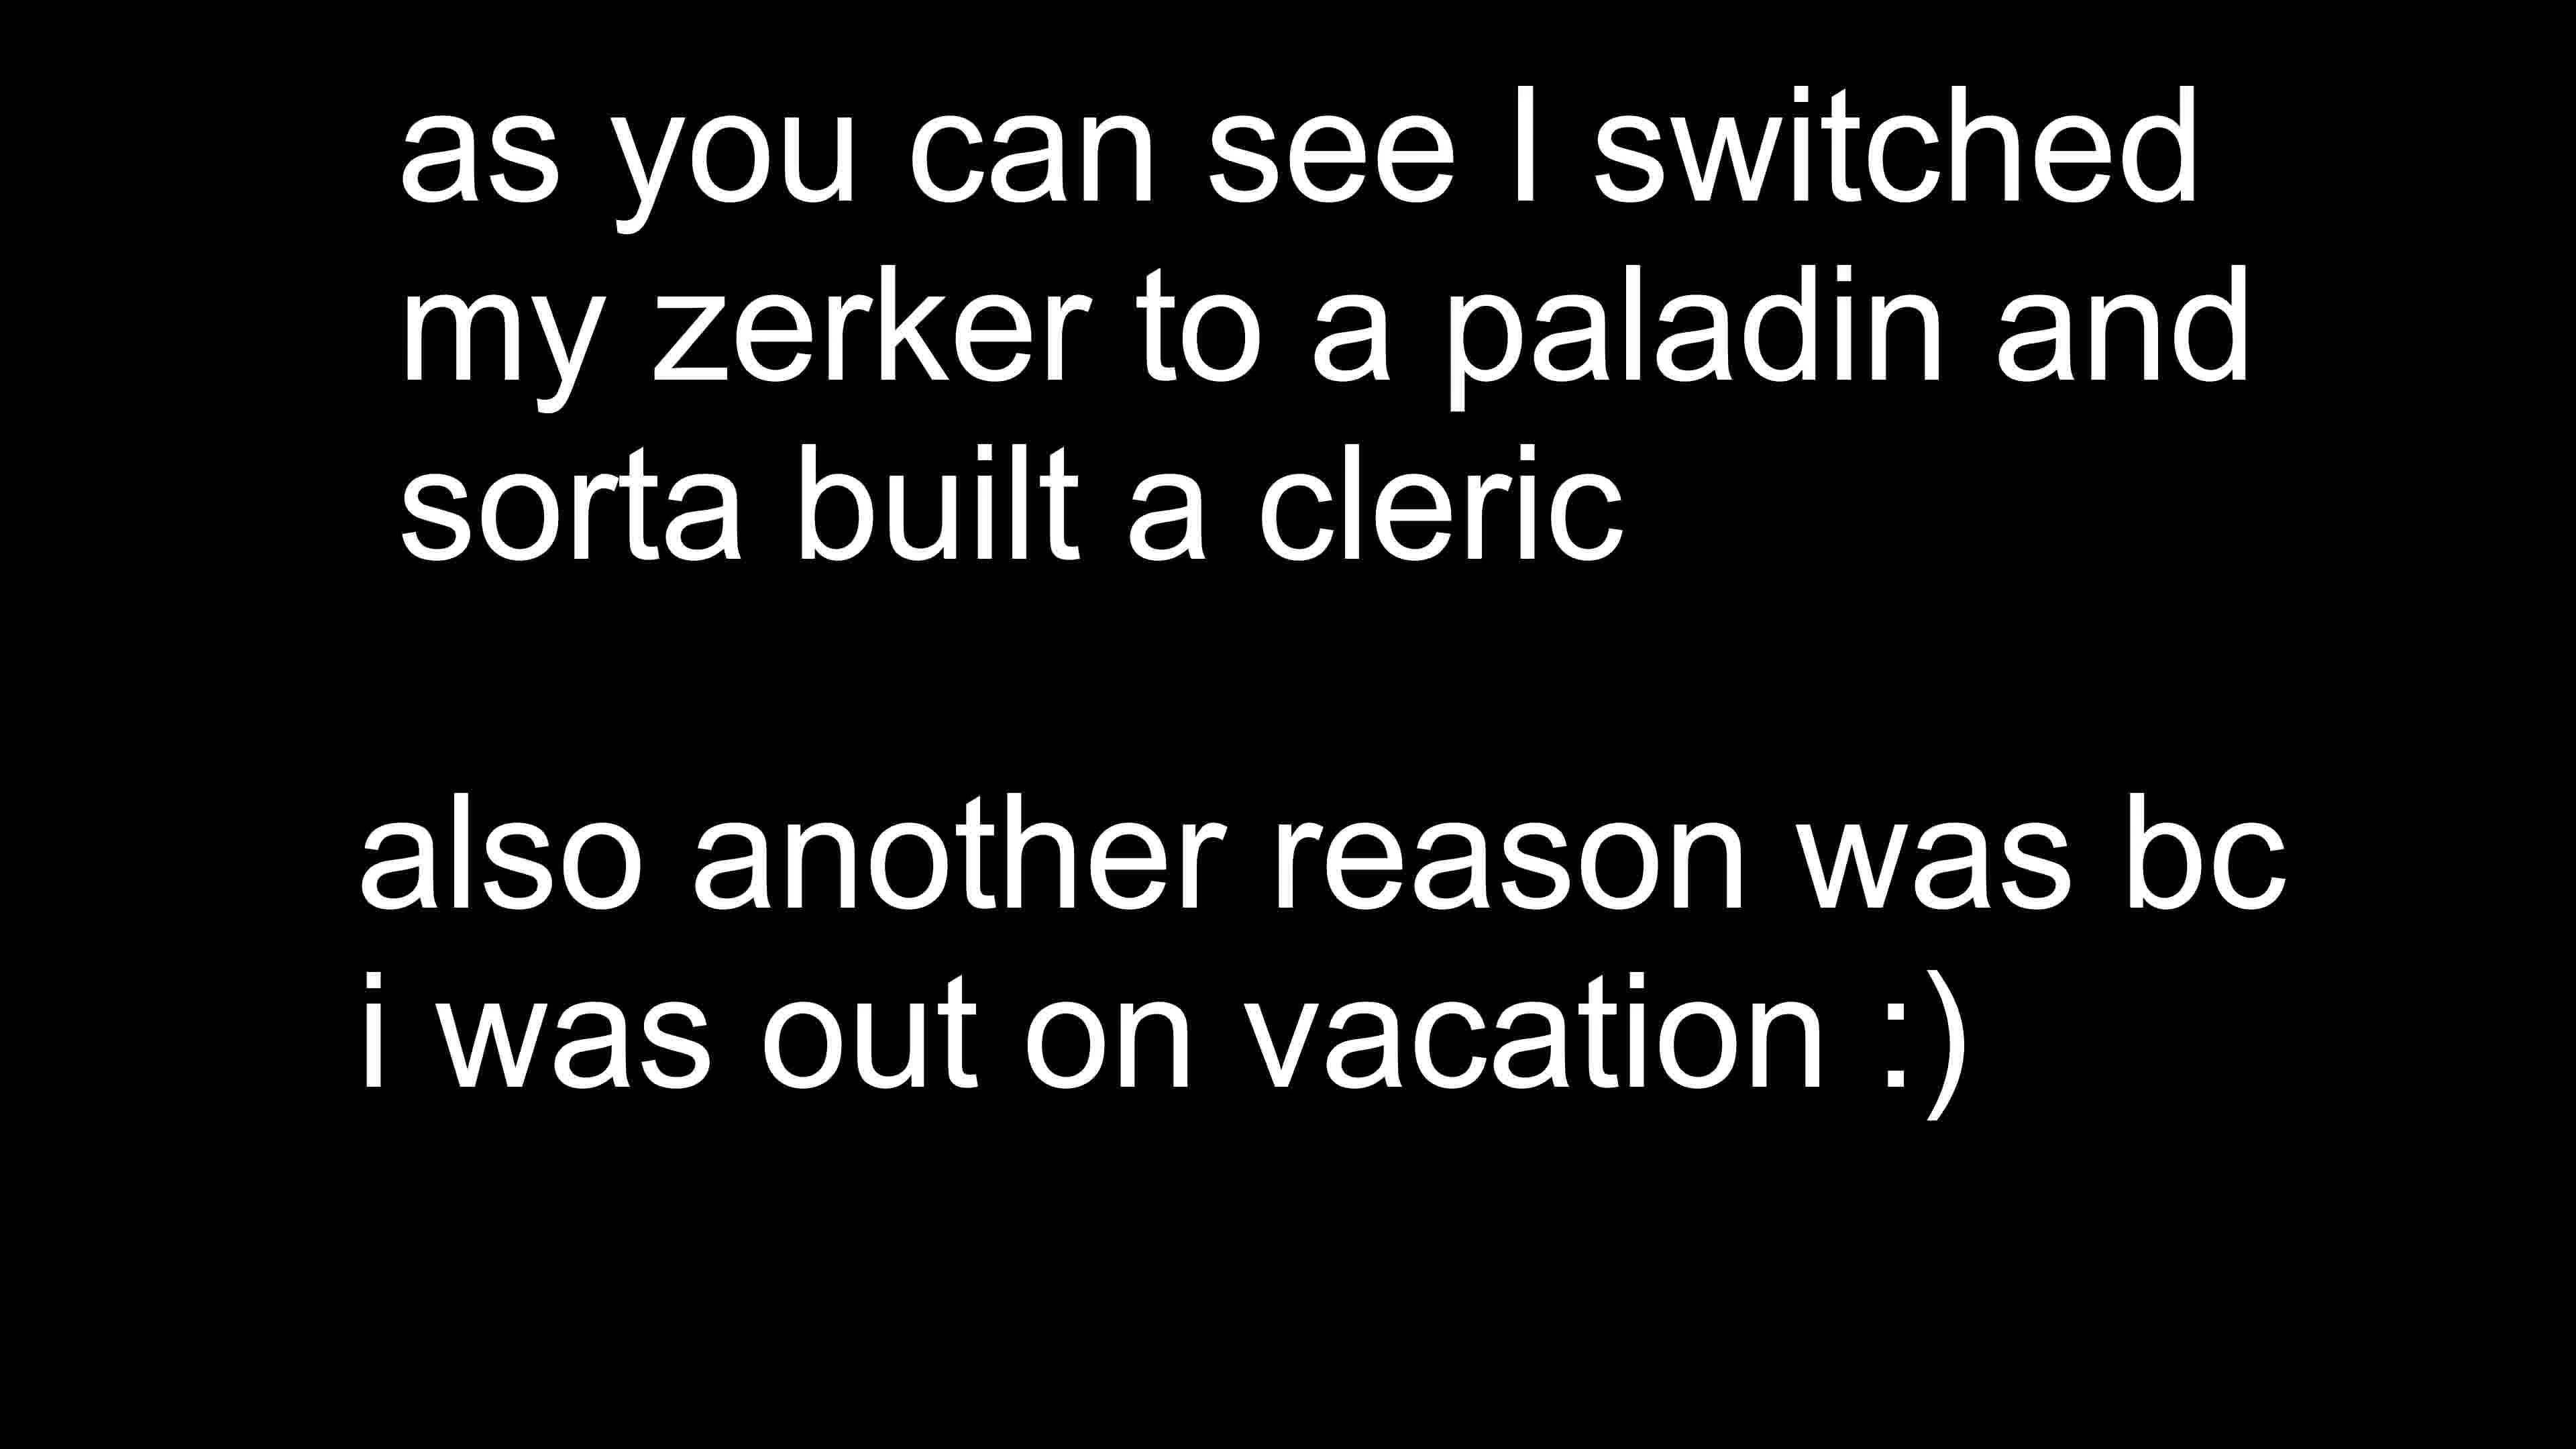 as you can see I switched
my zerker to a paladin and
sorta built a cleric
also another reason was bc
i was out on vacation :)